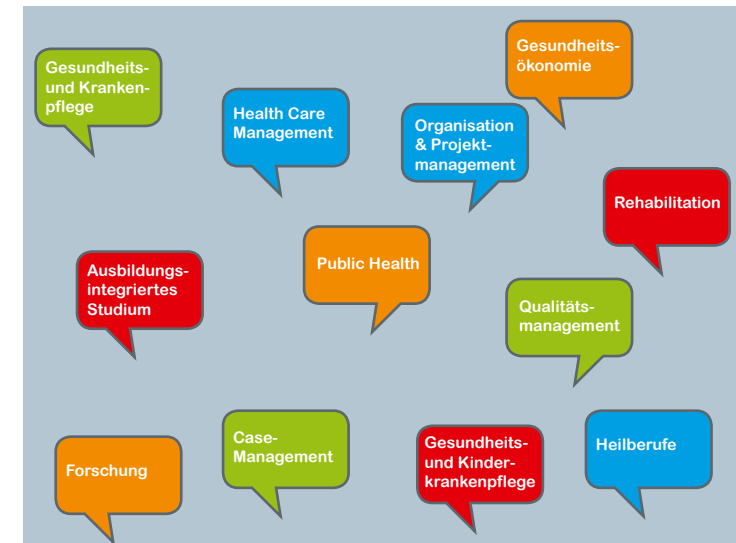 Gesundheits-
ökonomie
Gesundheits-
und Kranken-
pflege
Health Care
Management
Organisation
& Projekt-
management
Rehabilitation
Public Health
Ausbildungs-
integriertes
Studium
Qualitäts-
management
Case-
Management
Gesundheits-
und Kinder-
krankenpflege
Heilberufe
Forschung